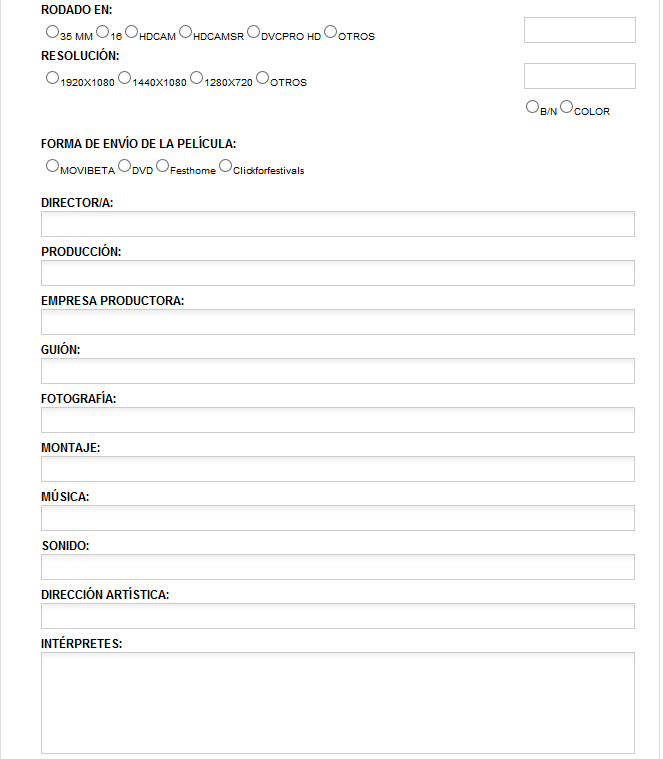 RODADO EN:
35 MM 16 HDCAM HDCAMSR DVCPRO HD OTROS
RESOLUCIÓN:
1920X1080 1440X1080 1280X720 OTROS
B/N COLOR
FORMA DE ENVÍO DE LA PELÍCULA:
MOVIBETA DVD Festhome Clickforfestivals
DIRECTOR/A:
PRODUCCIÓN:
EMPRESA PRODUCTORA:
GUIÓN:
FOTOGRAFÍA:
MONTAJE:
MÚSICA:
SONIDO:
DIRECCIÓN ARTÍSTICA:
INTÉRPRETES: